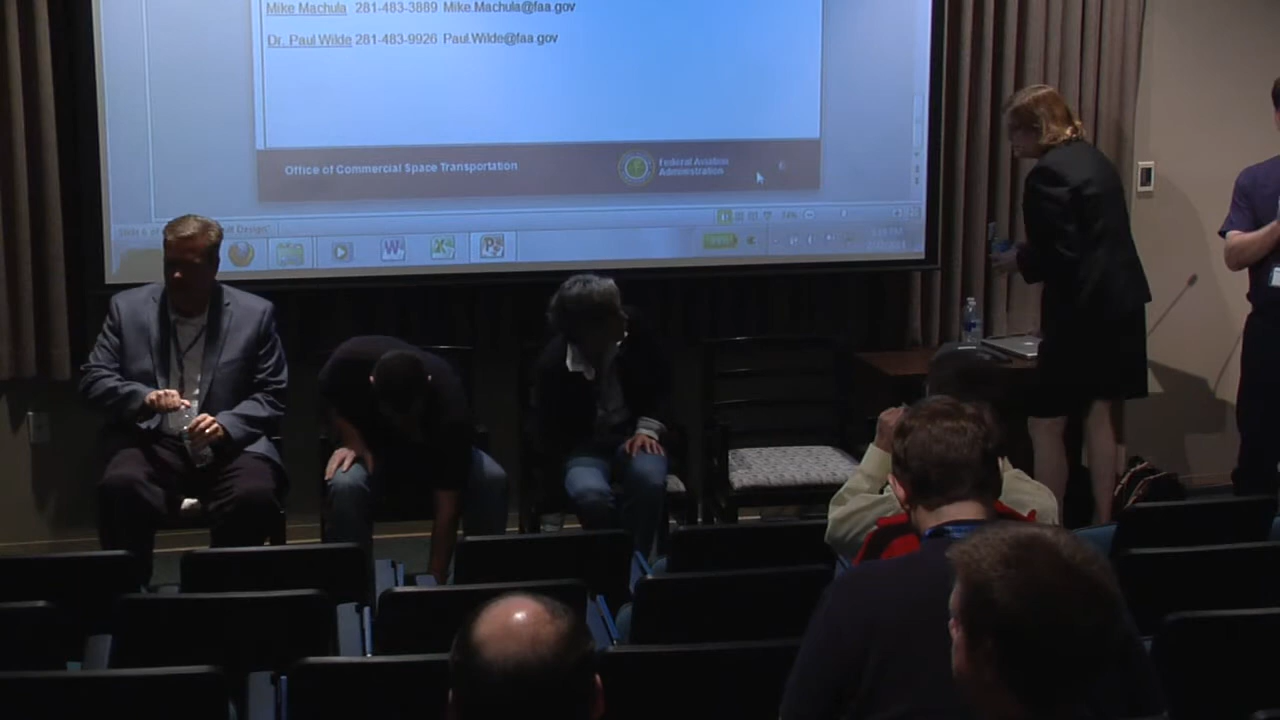 Mike Machula 281-483-3889 Mike.Machula@faa.gov
Dr. Paul Wilde 281-483-9926 Paul.Wilde@faa.gov
Office of Commercial Space Transportation
Federal Aviation
Administration